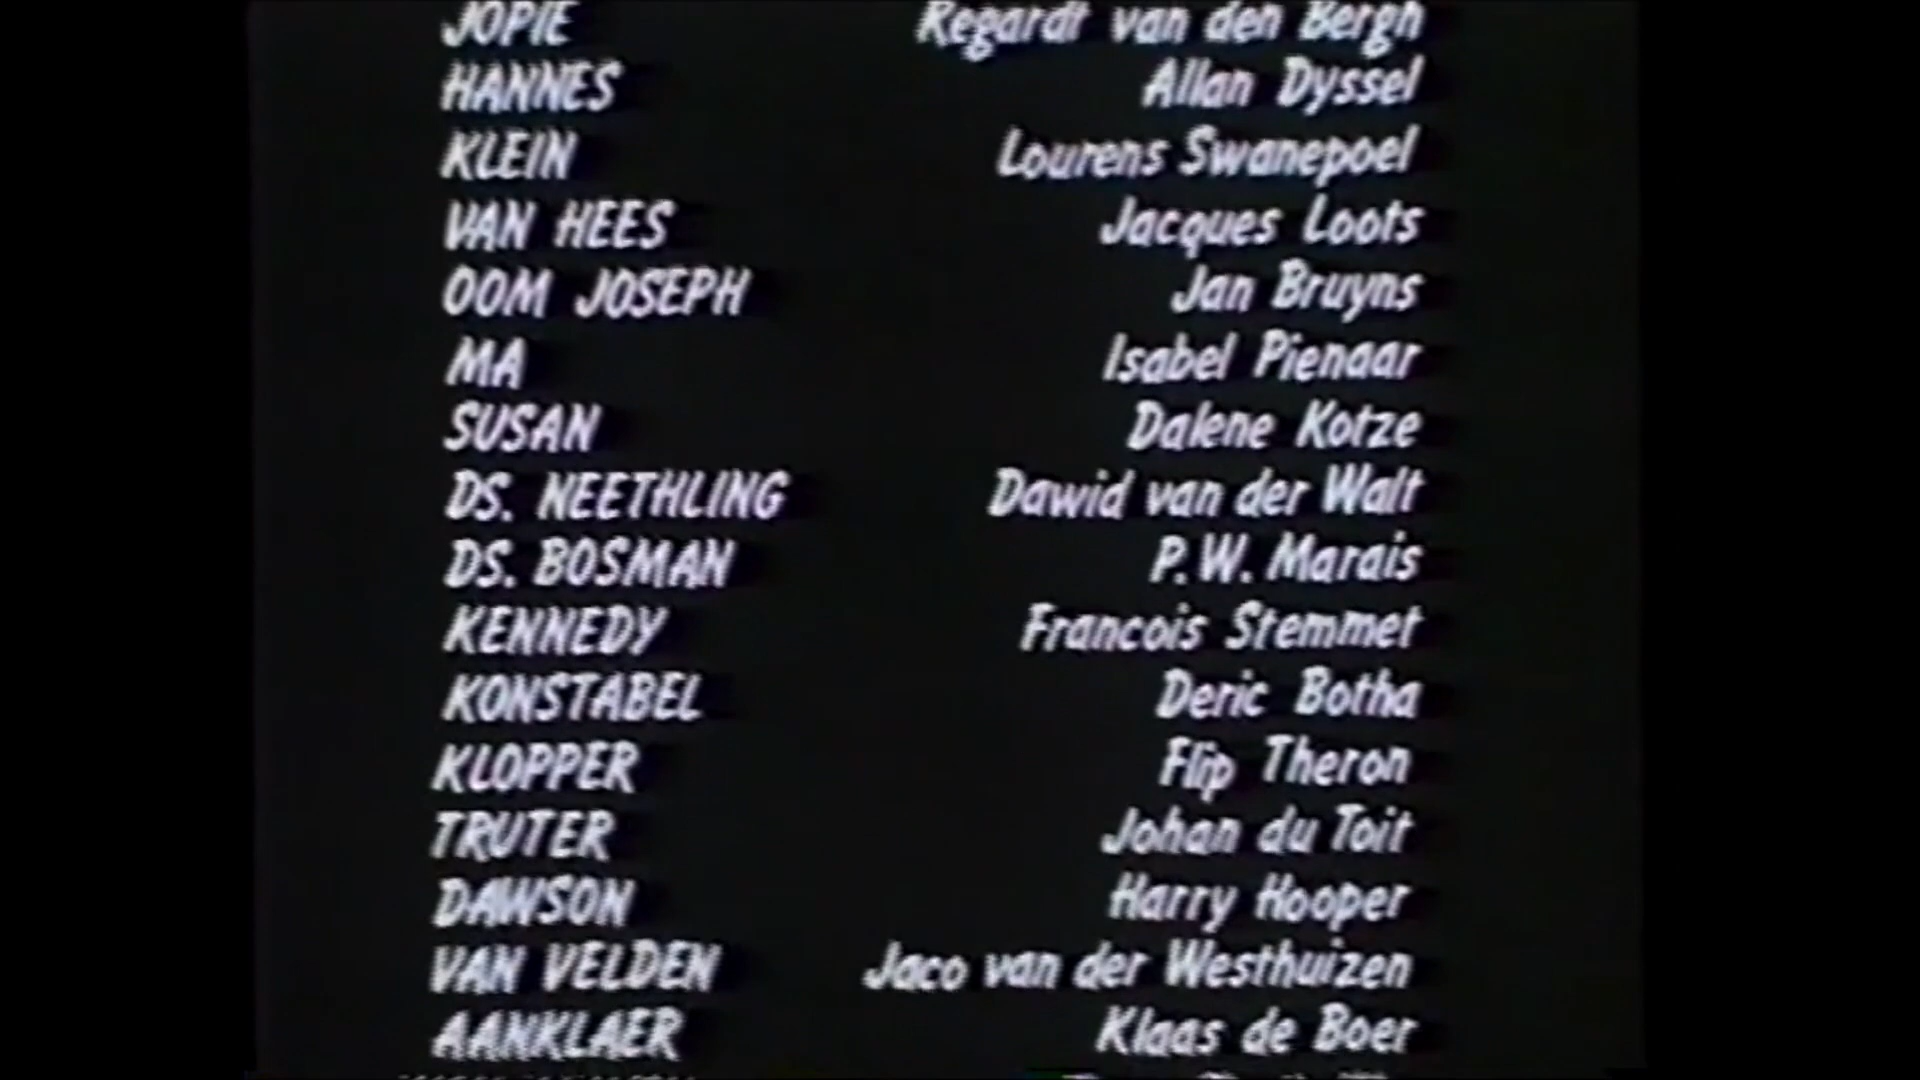 JOPIE Regardt van den Bergh
HANNES Allan Dyssel
KLEIN Lourens Swanepoel
VAN HEES Jacques Loots
OOM JOSEPH Jan Bruyns
MA Isabel Pienaar
SUSAN Dalene Kotze
DS. NEETHLING Dawid van der Walt
DS. BOSMAN P.W. Marais
KENNEDY Francois Stemmet
KONSTABEL Deric Botha
KLOPPER Flip Theron
TRUTER Johan du Toit
DAWSON Harry Hooper
VAN VELDEN Jaco van der Westhuizen
AANKLAER Klaas de Boer